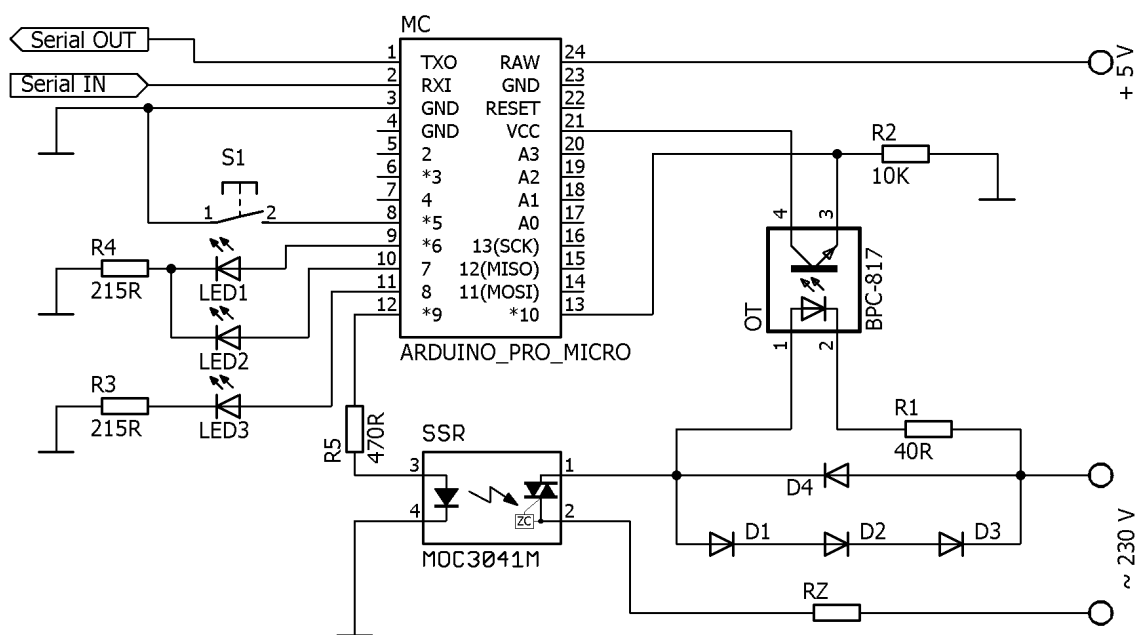 MC
Serial OUT
Serial IN
1 TXO RAW 24
2 RXI GND 23
3 GND RESET 22
4 GND VCC 21
5 2 A3 20
6 *3 A2 19
7 4 A1 18
8 *5 A0 17
9 *6 13(SCK) 16
10 7 12(MISO) 15
11 8 11(MOSI) 14
12 *9 *10 13
ARDUINO_PRO_MICRO
+ 5 V
S1
1 2
R2
10K
4 3
OT
BPC-817
1 2
R4
215R
LED1
LED2
R3
215R
LED3
R5
470R
SSR
3 1
4 2
ZC
MOC3041M
R1
40R
D4
D1 D2 D3
RZ
~ 230 V